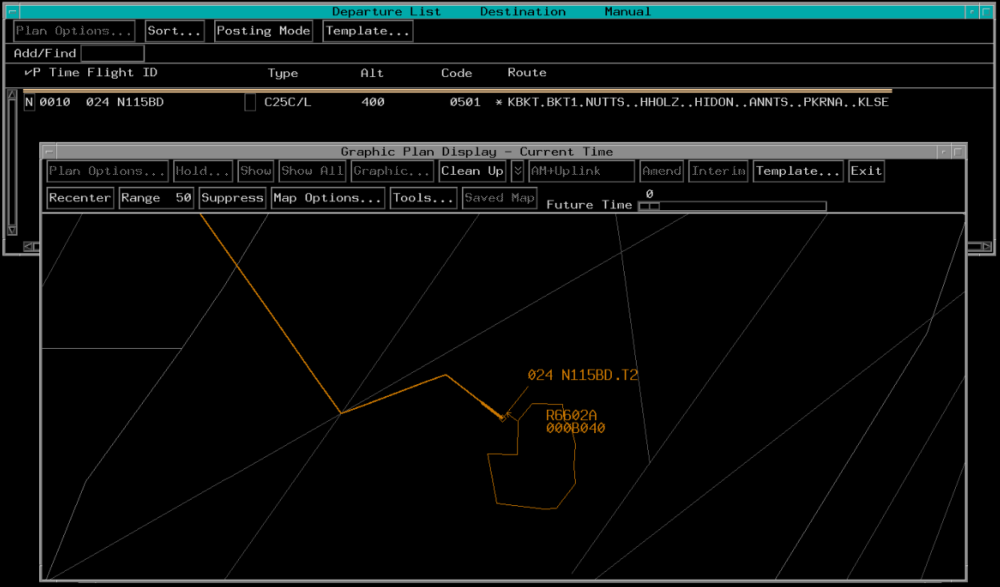 Departure List Destination Manual
Plan Options... Sort... Posting Mode Template...
Add/Find
✓P Time Flight ID Type Alt Code Route
N 0010 024 N115BD C25C/L 400 0501 * KBKT.BKT1.NUTTS..HHOLZ..HIDON..ANNTS..PKRNA..KLSE
Graphic Plan Display - Current Time
Plan Options... Hold... Show Show All Graphic... Clean Up AM→Uplink Amend Interim Template... Exit
Recenter Range 50 Suppress Map Options... Tools... Saved Map Future Time 0
024 N115BD.T2
R6602A
000B040